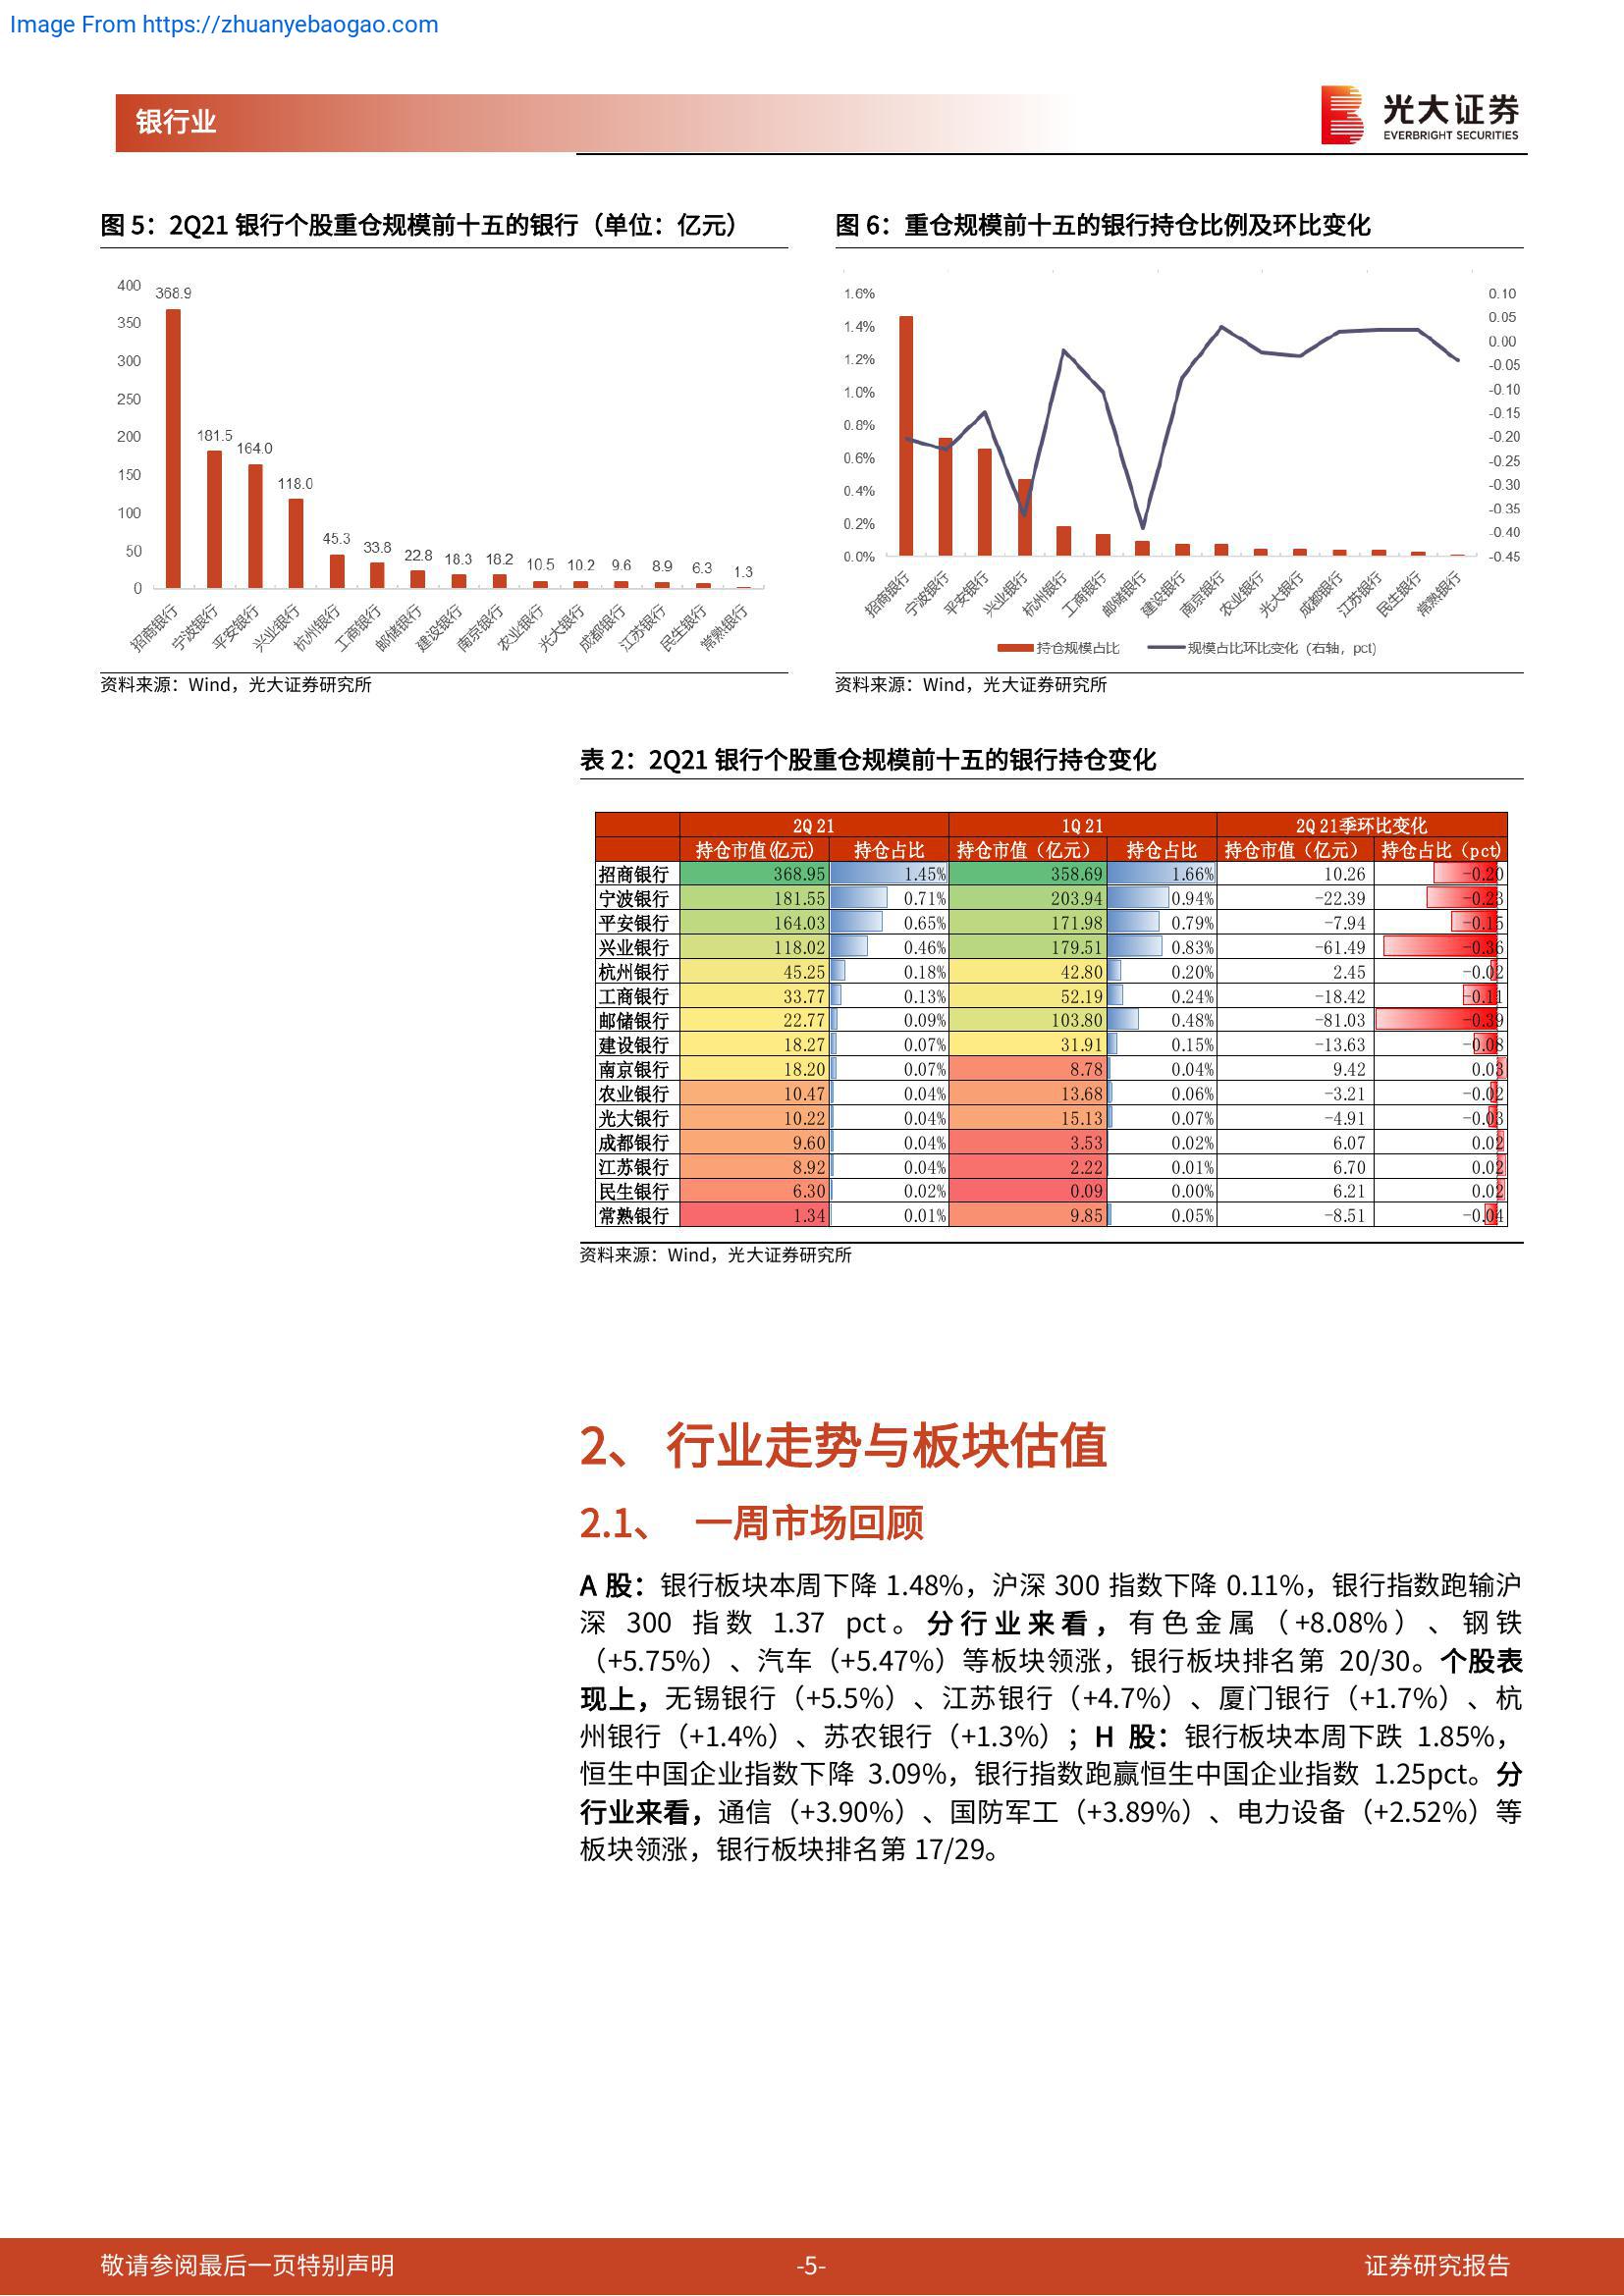 Image From https://zhuanyebaogao.com
银行业
光大证券
EVERBRIGHT SECURITIES
图 5：2Q21 银行个股重仓规模前十五的银行（单位：亿元）
400
350
300
250
200
150
100
50
0
368.9
181.5
164.0
118.0
45.3
33.8
22.8
18.3
18.2
10.5
10.2
9.6
8.9
6.3
1.3
招商银行
宁波银行
平安银行
兴业银行
杭州银行
工商银行
邮储银行
建设银行
南京银行
农业银行
光大银行
成都银行
江苏银行
民生银行
常熟银行
资料来源：Wind，光大证券研究所
图 6：重仓规模前十五的银行持仓比例及环比变化
1.6%
1.4%
1.2%
1.0%
0.8%
0.6%
0.4%
0.2%
0.0%
0.10
0.05
0.00
-0.05
-0.10
-0.15
-0.20
-0.25
-0.30
-0.35
-0.40
-0.45
招商银行
宁波银行
平安银行
兴业银行
杭州银行
工商银行
邮储银行
建设银行
南京银行
农业银行
光大银行
成都银行
江苏银行
民生银行
常熟银行
持仓规模占比
规模占比环比变化（右轴，pct）
资料来源：Wind，光大证券研究所
表 2：2Q21 银行个股重仓规模前十五的银行持仓变化
2Q21 1Q21 2Q21季环比变化
持仓市值(亿元) 持仓占比 持仓市值（亿元） 持仓占比 持仓市值（亿元） 持仓占比（pct）
招商银行 368.95 1.45% 358.69 1.66% 10.26 -0.20
宁波银行 181.55 0.71% 203.94 0.94% -22.39 -0.23
平安银行 164.03 0.65% 171.98 0.79% -7.94 -0.15
兴业银行 118.02 0.46% 179.51 0.83% -61.49 -0.36
杭州银行 45.25 0.18% 42.80 0.20% 2.45 -0.02
工商银行 33.77 0.13% 52.19 0.24% -18.42 -0.11
邮储银行 22.77 0.09% 103.80 0.48% -81.03 -0.39
建设银行 18.27 0.07% 31.91 0.15% -13.63 -0.08
南京银行 18.20 0.07% 8.78 0.04% 9.42 0.03
农业银行 10.47 0.04% 13.68 0.06% -3.21 -0.02
光大银行 10.22 0.04% 15.13 0.07% -4.91 -0.03
成都银行 9.60 0.04% 3.53 0.02% 6.07 0.02
江苏银行 8.92 0.04% 2.22 0.01% 6.70 0.02
民生银行 6.30 0.02% 0.09 0.00% 6.21 0.02
常熟银行 1.34 0.01% 9.85 0.05% -8.51 -0.04
资料来源：Wind，光大证券研究所
2、 行业走势与板块估值
2.1、 一周市场回顾
A 股：银行板块本周下降 1.48%，沪深 300 指数下降 0.11%，银行指数跑输沪
深 300 指数 1.37 pct。分行业来看，有色金属（+8.08%）、钢铁
（+5.75%）、汽车（+5.47%）等板块领涨，银行板块排名第 20/30。个股表
现上，无锡银行（+5.5%）、江苏银行（+4.7%）、厦门银行（+1.7%）、杭
州银行（+1.4%）、苏农银行（+1.3%）；H 股：银行板块本周下跌 1.85%，
恒生中国企业指数下降 3.09%，银行指数跑赢恒生中国企业指数 1.25pct。分
行业来看，通信（+3.90%）、国防军工（+3.89%）、电力设备（+2.52%）等
板块领涨，银行板块排名第 17/29。
敬请参阅最后一页特别声明
-5-
证券研究报告